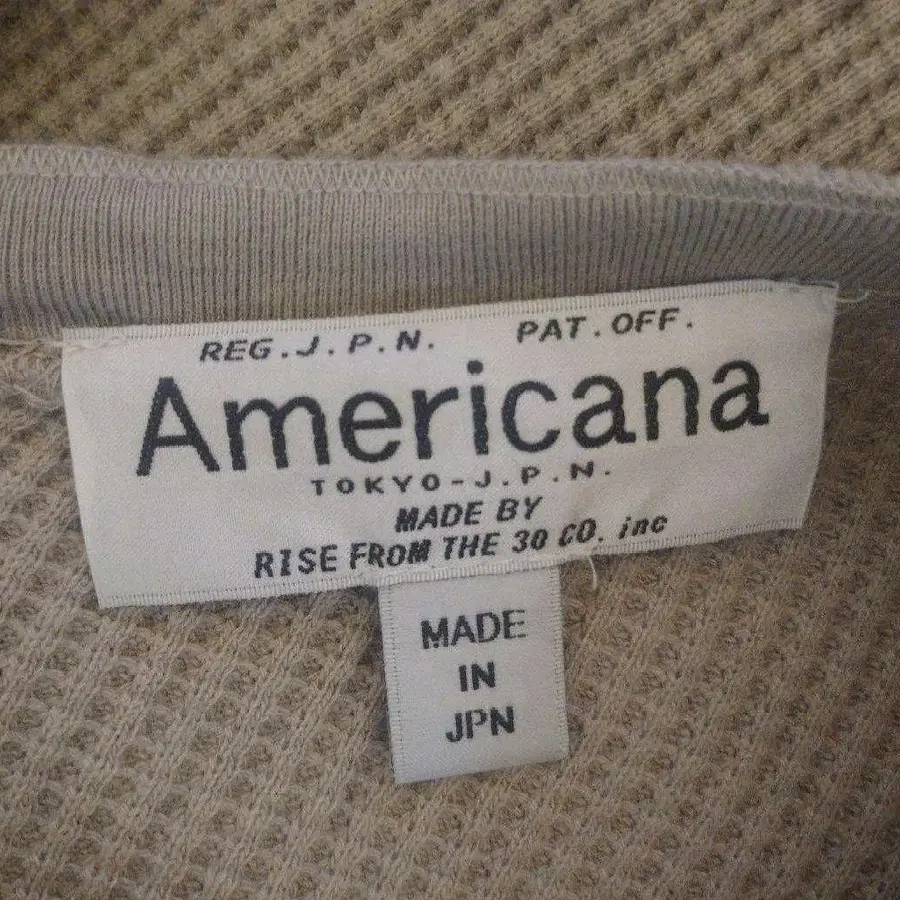 REG.J.P.N. PAT.OFF.
Americana
TOKYO-J.P.N.
MADE BY
RISE FROM THE 30 CO. inc
MADE
IN
JPN